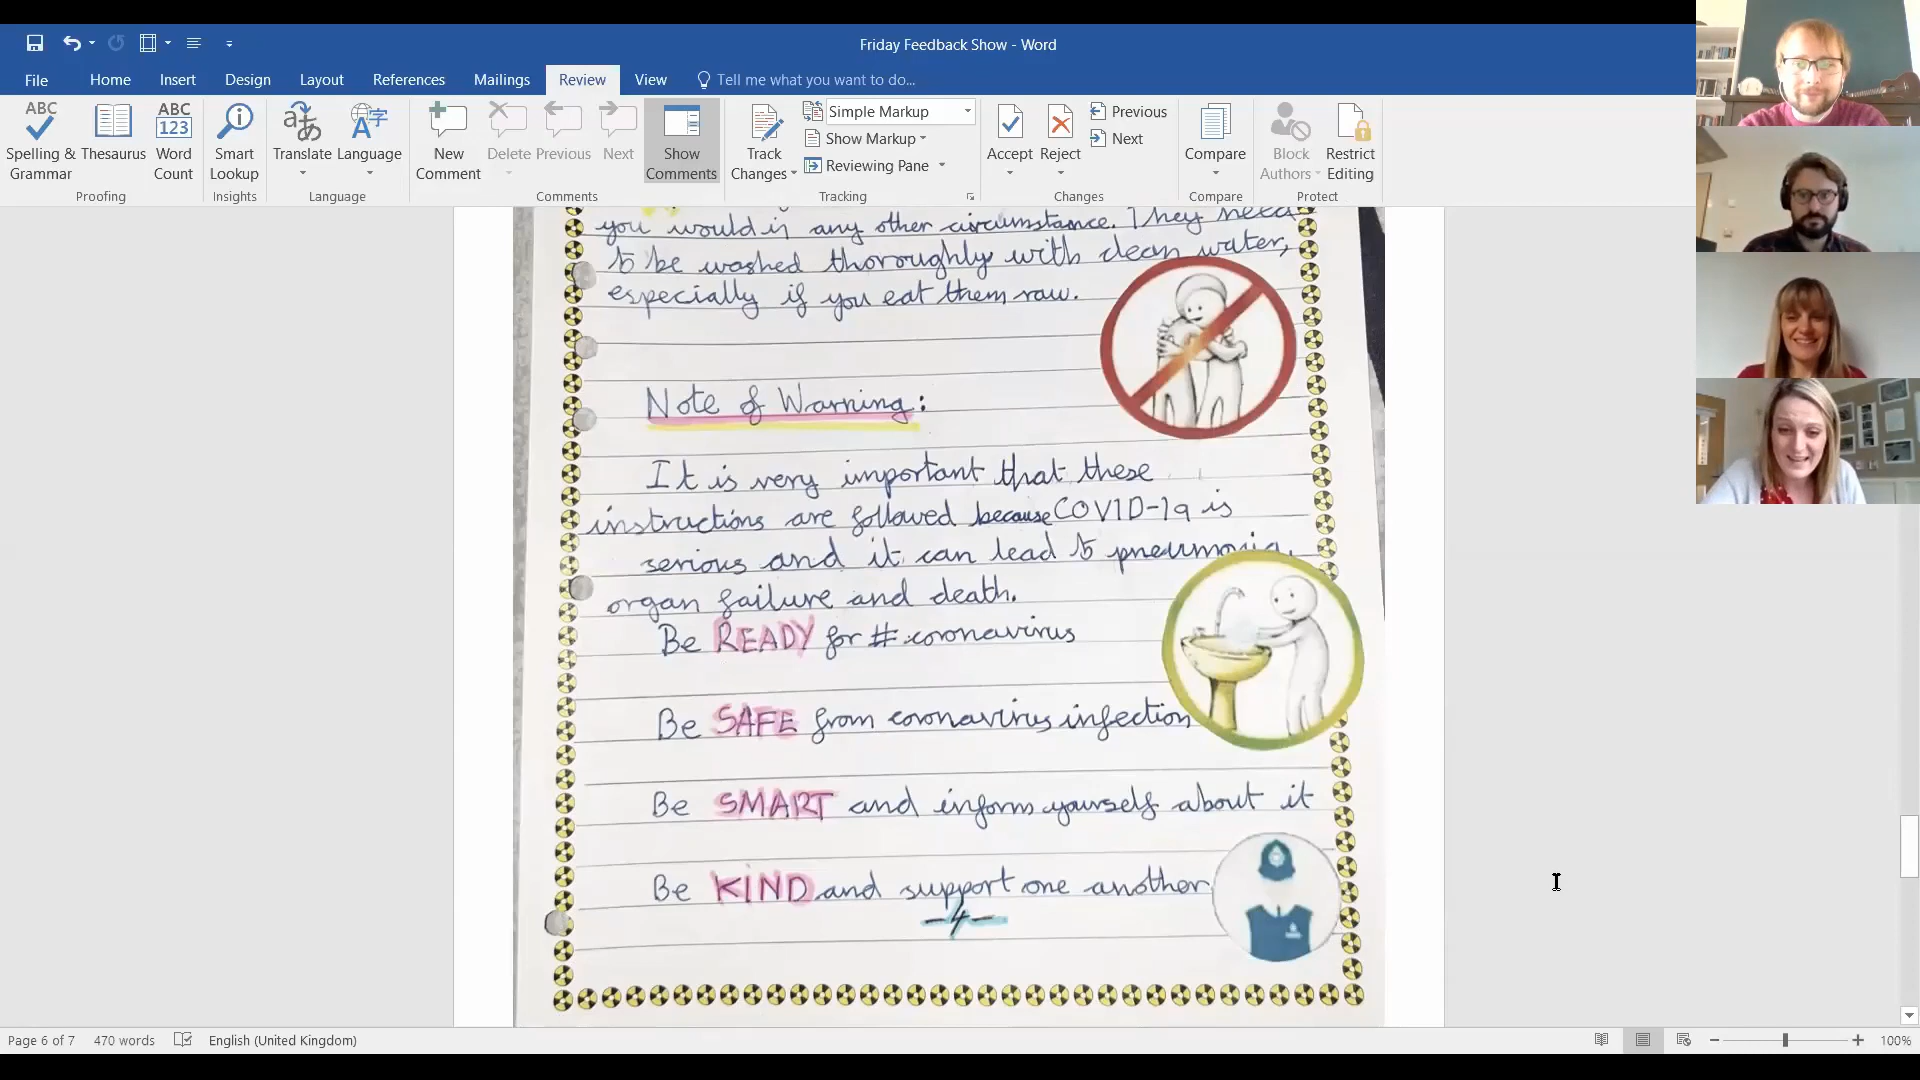 Friday Feedback Show - Word
File Home Insert Design Layout References Mailings Review View Tell me what you want to do...
ABC
ABC
123
Spelling & Grammar
Thesaurus
Word Count
Smart Lookup
Translate
Language
New Comment
Delete
Previous
Next
Show Comments
Track Changes
Simple Markup
Show Markup
Reviewing Pane
Accept
Reject
Previous
Next
Compare
Block Authors
Restrict Editing
Proofing
Insights
Language
Comments
Tracking
Changes
Compare
Protect
you would in any other circumstance. They need
to be washed thoroughly with clean water,
especially if you eat them raw.
Note of Warning:
It is very important that these
instructions are followed because COVID-19 is
serious and it can lead to pneumonia,
organ failure and death.
Be READY for # coronavirus
Be SAFE from coronavirus infection
Be SMART and inform yourself about it
Be KIND and support one another
-4-
Page 6 of 7 470 words English (United Kingdom) 100%